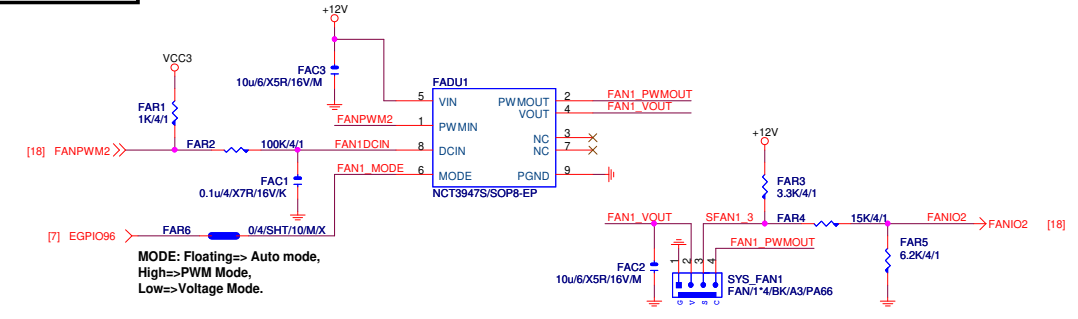 +12V
VCC3
FAC3
10u/6/X5R/16V/M
FADU1
FAR1
1K/4/1
5
VIN
PWMOUT
2
FAN1_PWMOUT
VOUT
4
FAN1_VOUT
FANPWM2
1
PWMIN
NC
3
[18]
FANPWM2
FAR2
100K/4/1
FAN1DCIN
8
DCIN
NC
7
+12V
FAC1
0.1u/4/X7R/16V/K
FAN1_MODE
6
MODE
PGND
9
NCT3947S/SOP8-EP
FAR3
3.3K/4/1
FAN1_VOUT
SFAN1_3
FAR4
15K/4/1
FANIO2
FANIO2
[18]
[7]
EGPIO96
FAR6
0/4/SHT/10/M/X
FAN1_PWMOUT
FAR5
6.2K/4/1
MODE: Floating=> Auto mode,
High=>PWM Mode,
Low=>Voltage Mode.
FAC2
10u/6/X5R/16V/M
1
2
3
4
G
V
S
C
SYS_FAN1
FAN/1*4/BK/A3/PA66